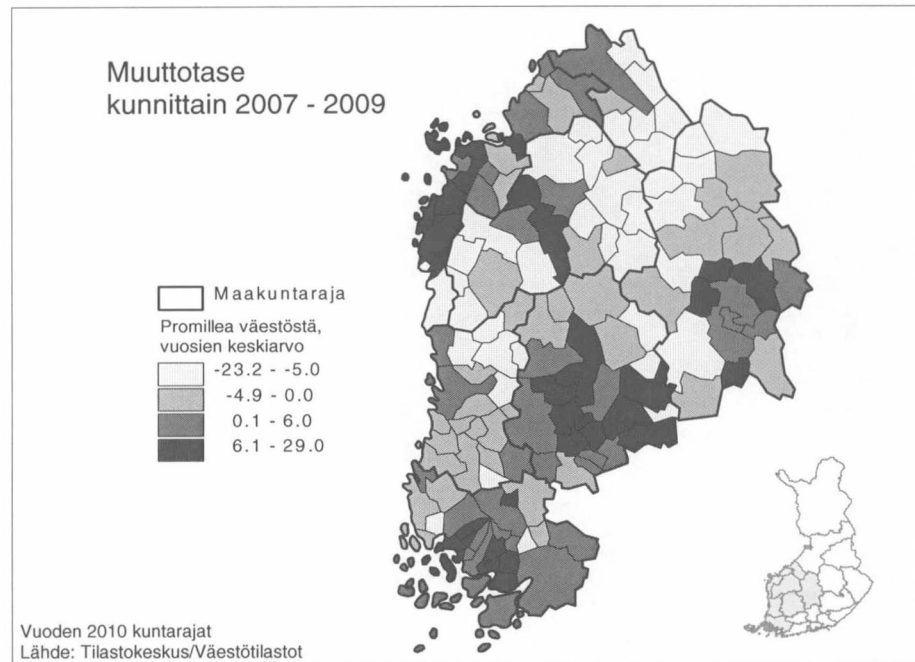 Muuttotase
kunnittain 2007 - 2009
Maakuntaraja
Promillea väestöstä,
vuosien keskiarvo
-23.2 - -5.0
-4.9 - 0.0
0.1 - 6.0
6.1 - 29.0
Vuoden 2010 kuntarajat
Lähde: Tilastokeskus/Väestötilastot